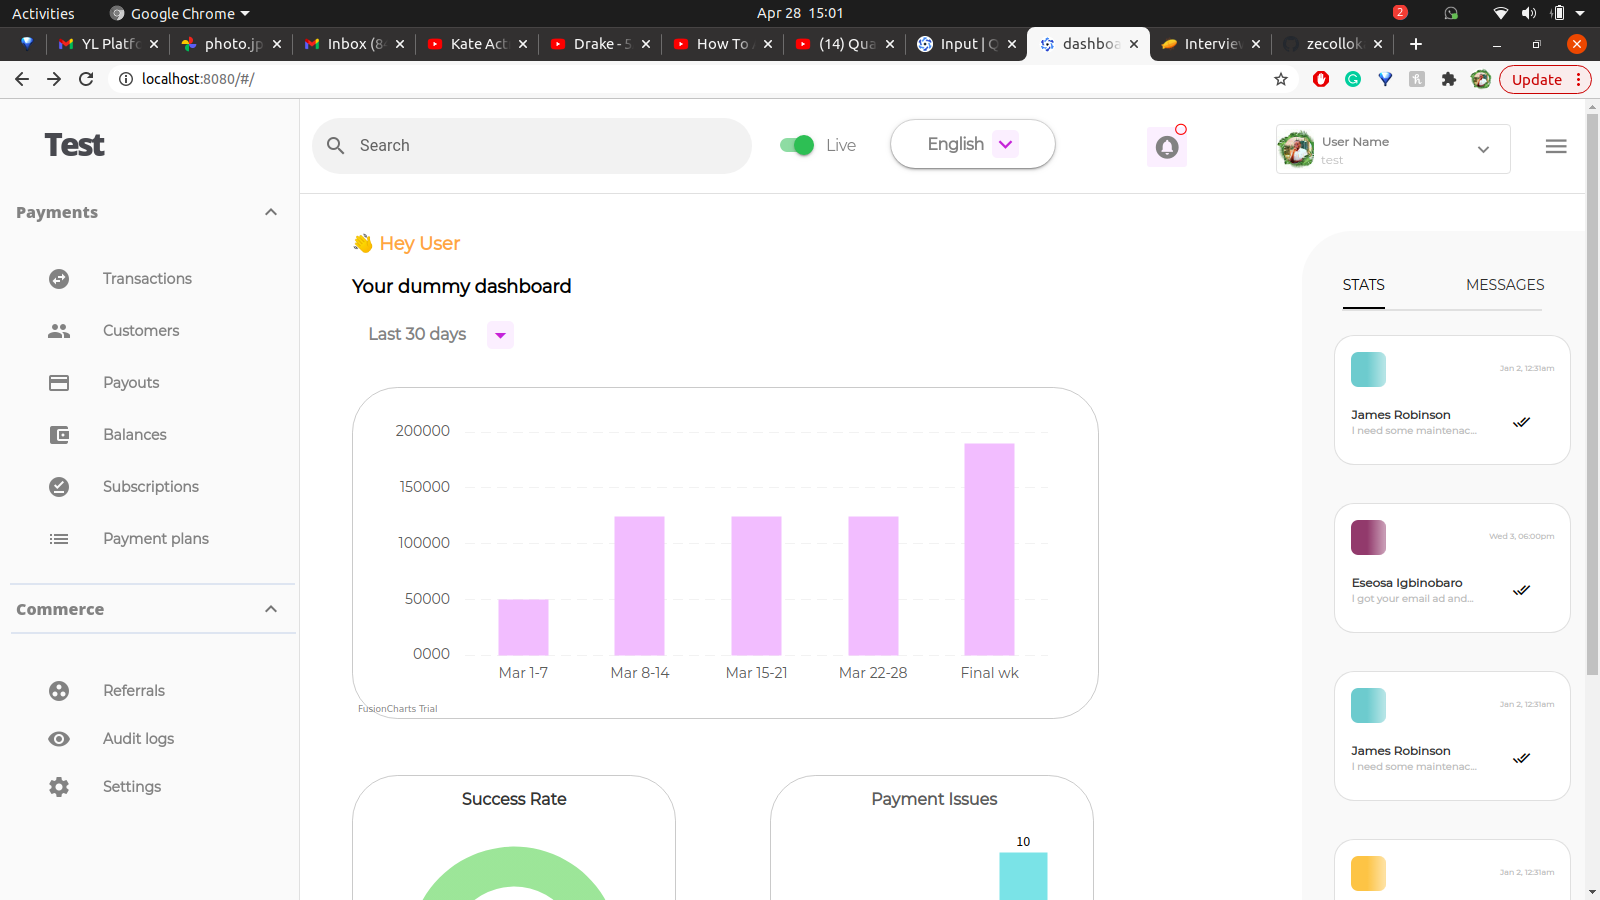 Activities
Google Chrome
Apr 28 15:01
2
YL Platfo
photo.jp
Inbox (84
Kate Act
Drake - 5
How To
(14) Qua
Input | Q
dashboa
Interview
zecollok
localhost:8080/#/
Update
Test
Search
Live
English
User Name
test
Payments
Transactions
Customers
Payouts
Balances
Subscriptions
Payment plans
Commerce
Referrals
Audit logs
Settings
👋 Hey User
Your dummy dashboard
Last 30 days
200000
150000
100000
50000
0000
Mar 1-7
Mar 8-14
Mar 15-21
Mar 22-28
Final wk
FusionCharts Trial
Success Rate
Payment Issues
10
STATS
MESSAGES
Jan 2, 12:31am
James Robinson
I need some maintenac...
Wed 3, 06:00pm
Eseosa Igbinobaro
I got your email ad and...
Jan 2, 12:31am
James Robinson
I need some maintenac...
Jan 2, 12:31am